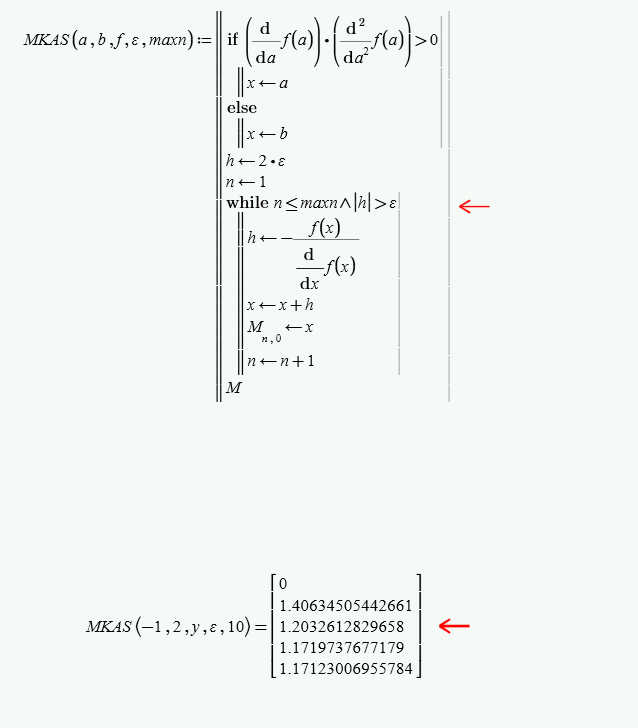 MKAS(a, b, f, ε, maxn) := if (d/da f(a)) • (d²/da² f(a)) > 0
x ← a
else
x ← b
h ← 2 • ε
n ← 1
while n ≤ maxn ∧ |h| > ε
h ← − f(x) / (d/dx f(x))
x ← x + h
M n,0 ← x
n ← n + 1
M
MKAS(−1, 2, y, ε, 10) = [0
1.40634505442661
1.2032612829658
1.1719737677179
1.17123006955784]